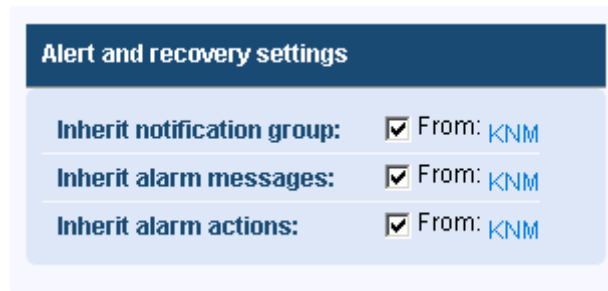 Alert and recovery settings
Inherit notification group: From: KNM
Inherit alarm messages: From: KNM
Inherit alarm actions: From: KNM